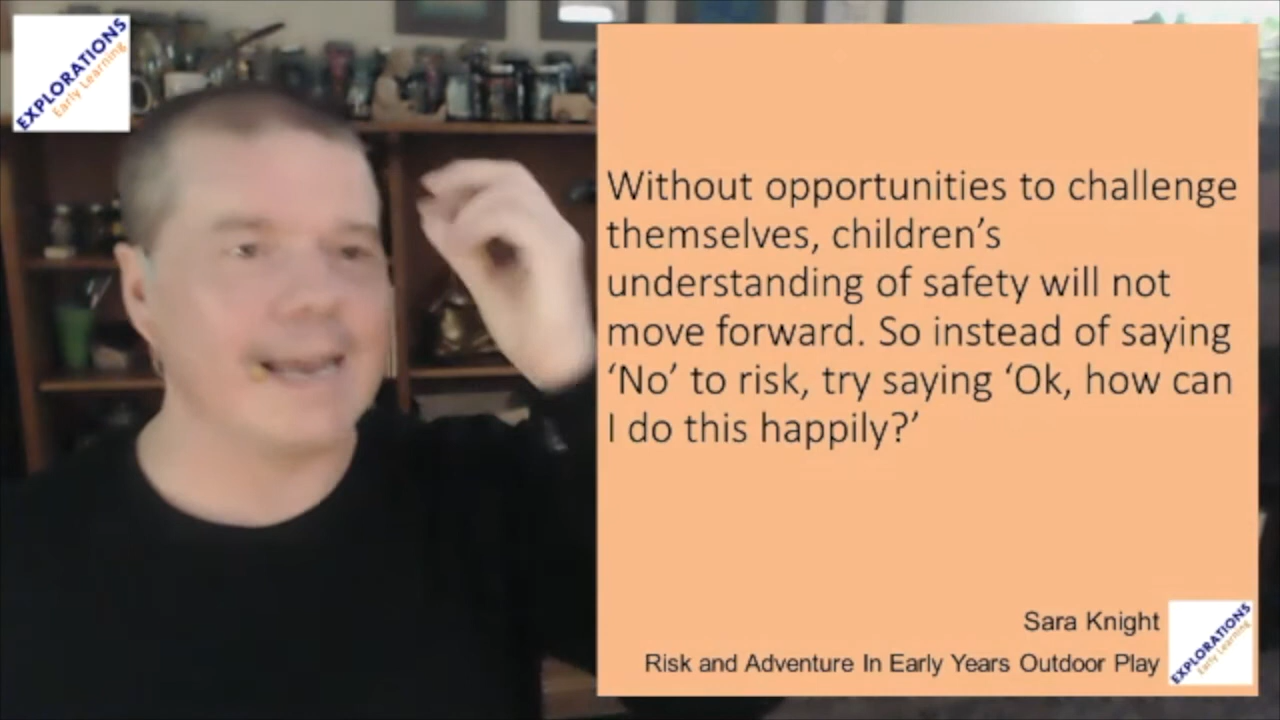 EXPLORATIONS
Early Learning
Without opportunities to challenge
themselves, children’s
understanding of safety will not
move forward. So instead of saying
‘No’ to risk, try saying ‘Ok, how can
I do this happily?’
Sara Knight
Risk and Adventure In Early Years Outdoor Play
EXPLORATIONS
Early Learning